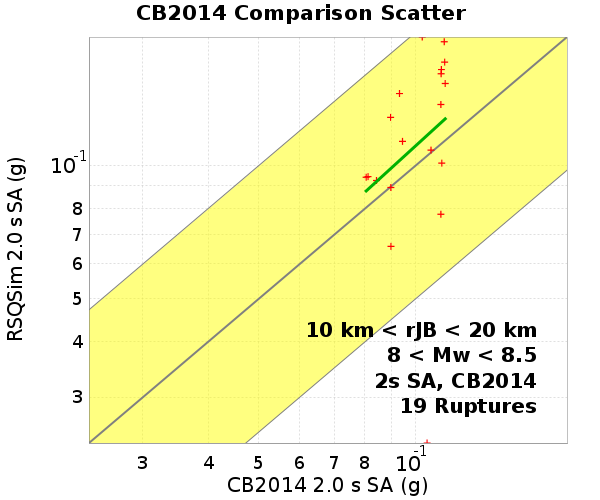 CB2014 Comparison Scatter
RSQSim 2.0 s SA (g)
10-1
8
7
6
5
4
3
10 km < rJB < 20 km
8 < Mw < 8.5
2s SA, CB2014
19 Ruptures
3 4 5 6 7 8 10-1
CB2014 2.0 s SA (g)